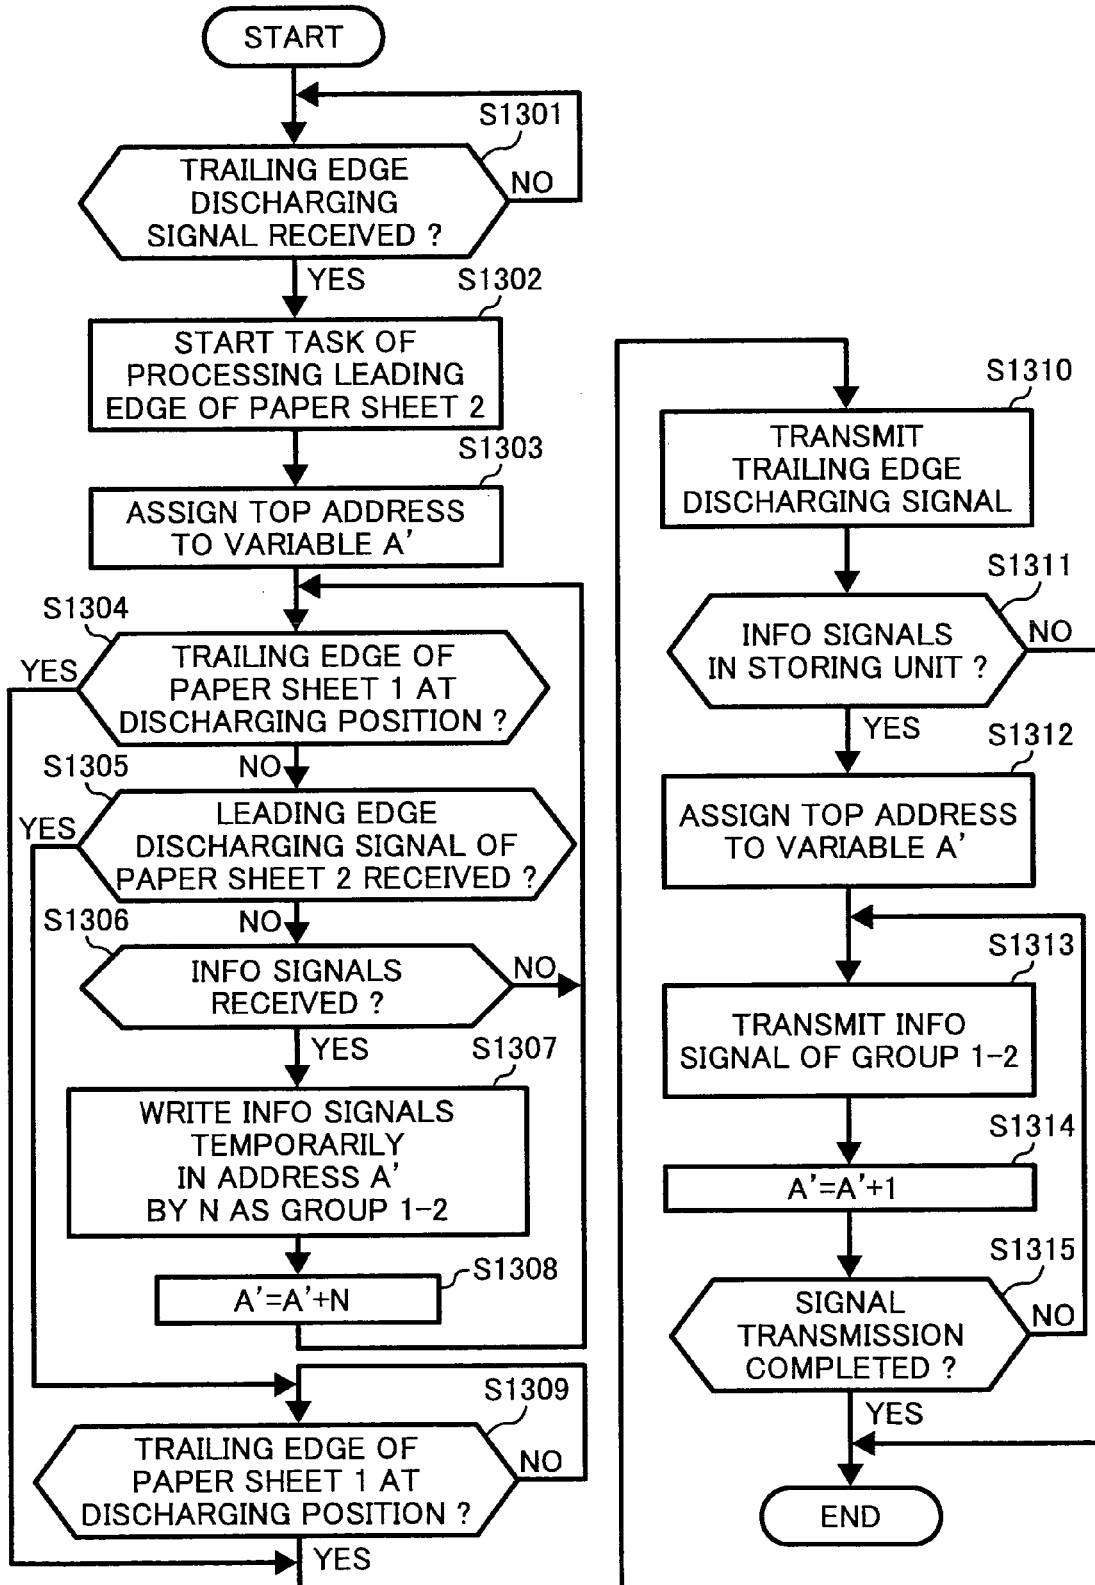 START
S1301
TRAILING EDGE
DISCHARGING
SIGNAL RECEIVED ?
NO
YES
S1302
START TASK OF
PROCESSING LEADING
EDGE OF PAPER SHEET 2
S1303
ASSIGN TOP ADDRESS
TO VARIABLE A'
S1304
YES
TRAILING EDGE OF
PAPER SHEET 1 AT
DISCHARGING POSITION ?
NO
S1305
YES
LEADING EDGE
DISCHARGING SIGNAL OF
PAPER SHEET 2 RECEIVED ?
NO
S1306
INFO SIGNALS
RECEIVED ?
NO
YES
S1307
WRITE INFO SIGNALS
TEMPORARILY
IN ADDRESS A'
BY N AS GROUP 1-2
S1308
A'=A'+N
S1309
TRAILING EDGE OF
PAPER SHEET 1 AT
DISCHARGING POSITION ?
NO
YES
S1310
TRANSMIT
TRAILING EDGE
DISCHARGING SIGNAL
S1311
INFO SIGNALS
IN STORING UNIT ?
NO
YES
S1312
ASSIGN TOP ADDRESS
TO VARIABLE A'
S1313
TRANSMIT INFO
SIGNAL OF GROUP 1-2
S1314
A'=A'+1
S1315
SIGNAL
TRANSMISSION
COMPLETED ?
NO
YES
END